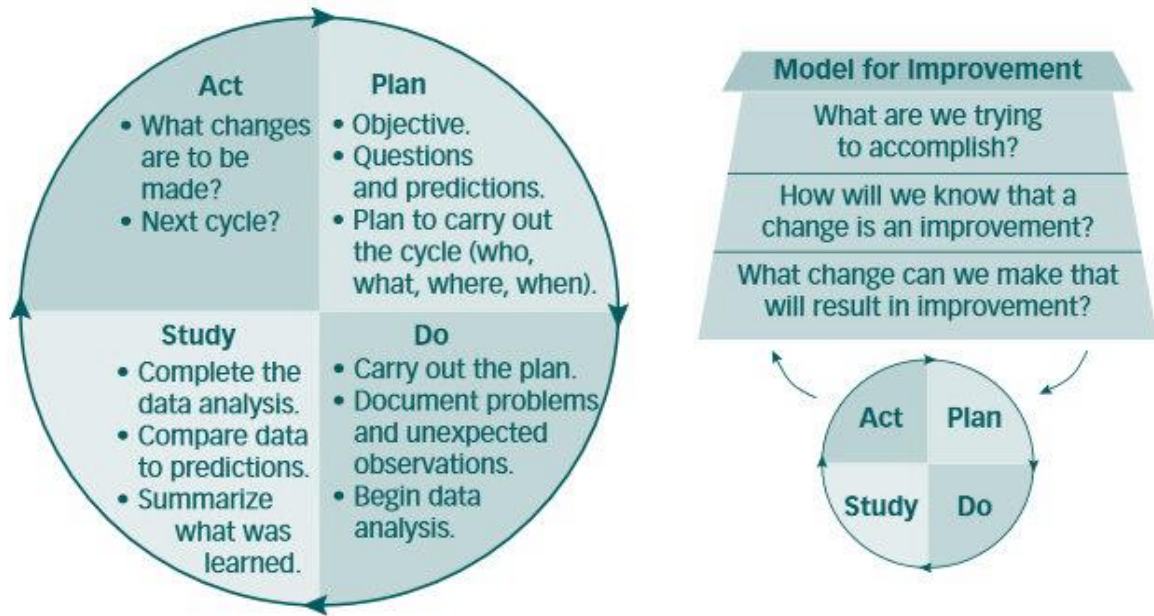 Act
• What changes
are to be
made?
• Next cycle?
Plan
• Objective.
• Questions
and predictions.
• Plan to carry out
the cycle (who,
what, where, when).
Study
• Complete the
data analysis.
• Compare data
to predictions.
• Summarize
what was
learned.
Do
• Carry out the plan.
• Document problems
and unexpected
observations.
• Begin data
analysis.
Model for Improvement
What are we trying
to accomplish?
How will we know that a
change is an improvement?
What change can we make that
will result in improvement?
Act
Plan
Study
Do